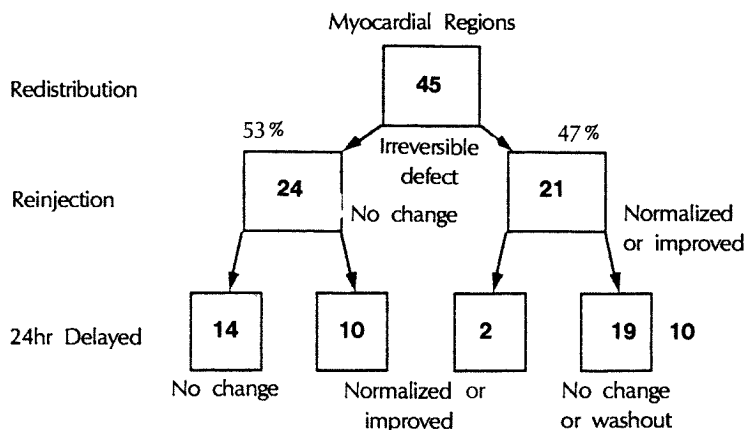 Myocardial Regions
Redistribution
45
53 %
47 %
Irreversible
defect
Reinjection
24
No change
21
Normalized
or improved
24hr Delayed
14
10
2
19
10
No change
Normalized or
improved
No change
or washout